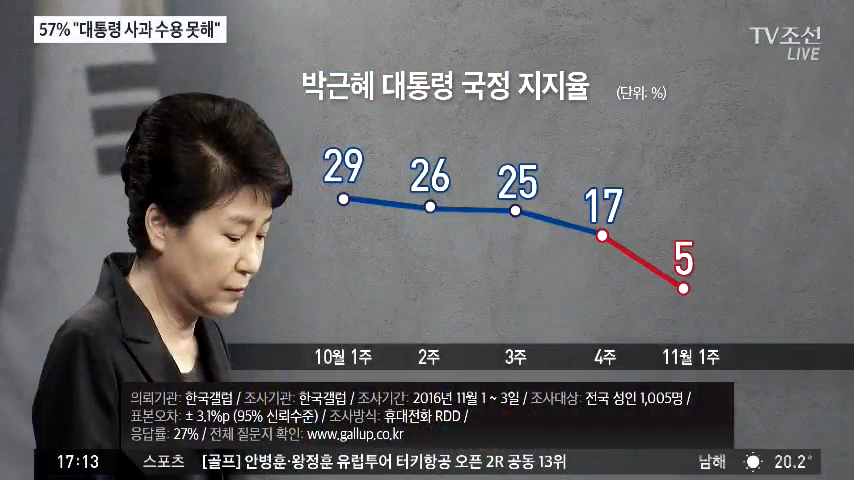 57% "대통령 사과 수용 못해"
TV조선
LIVE
박근혜 대통령 국정 지지율 (단위: %)
29
26
25
17
5
10월 1주 2주 3주 4주 11월 1주
의뢰기관: 한국갤럽 / 조사기관: 한국갤럽 / 조사기간: 2016년 11월 1 ~ 3일 / 조사대상: 전국 성인 1,005명 /
표본오차: ± 3.1%p (95% 신뢰수준) / 조사방식: 휴대전화 RDD /
응답률: 27% / 전체 질문지 확인: www.gallup.co.kr
17:13 스포츠 [골프] 안병훈·왕정훈 유럽투어 터키항공 오픈 2R 공동 13위 남해 20.2°